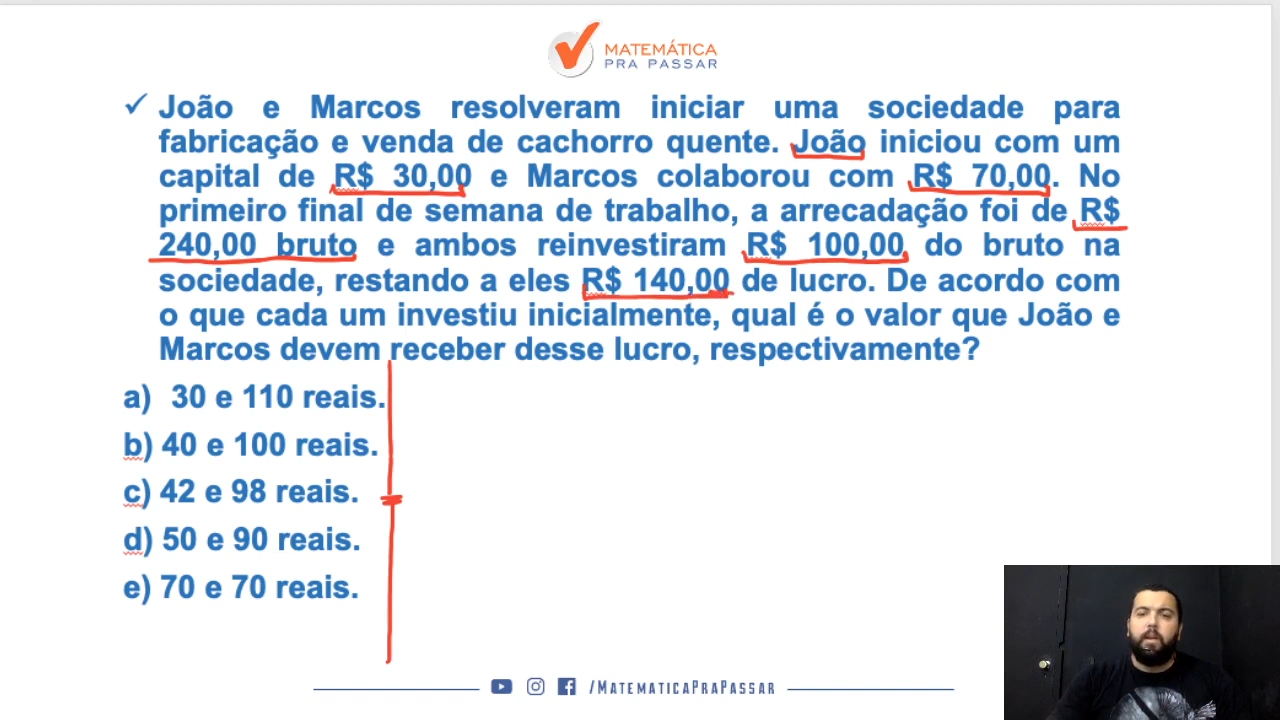 MATEMÁTICA
PRA PASSAR
✓ João e Marcos resolveram iniciar uma sociedade para
fabricação e venda de cachorro quente. João iniciou com um
capital de R$ 30,00 e Marcos colaborou com R$ 70,00. No
primeiro final de semana de trabalho, a arrecadação foi de R$
240,00 bruto e ambos reinvestiram R$ 100,00 do bruto na
sociedade, restando a eles R$ 140,00 de lucro. De acordo com
o que cada um investiu inicialmente, qual é o valor que João e
Marcos devem receber desse lucro, respectivamente?
a) 30 e 110 reais.
b) 40 e 100 reais.
c) 42 e 98 reais.
d) 50 e 90 reais.
e) 70 e 70 reais.
/MATEMATICAPRAPASSAR